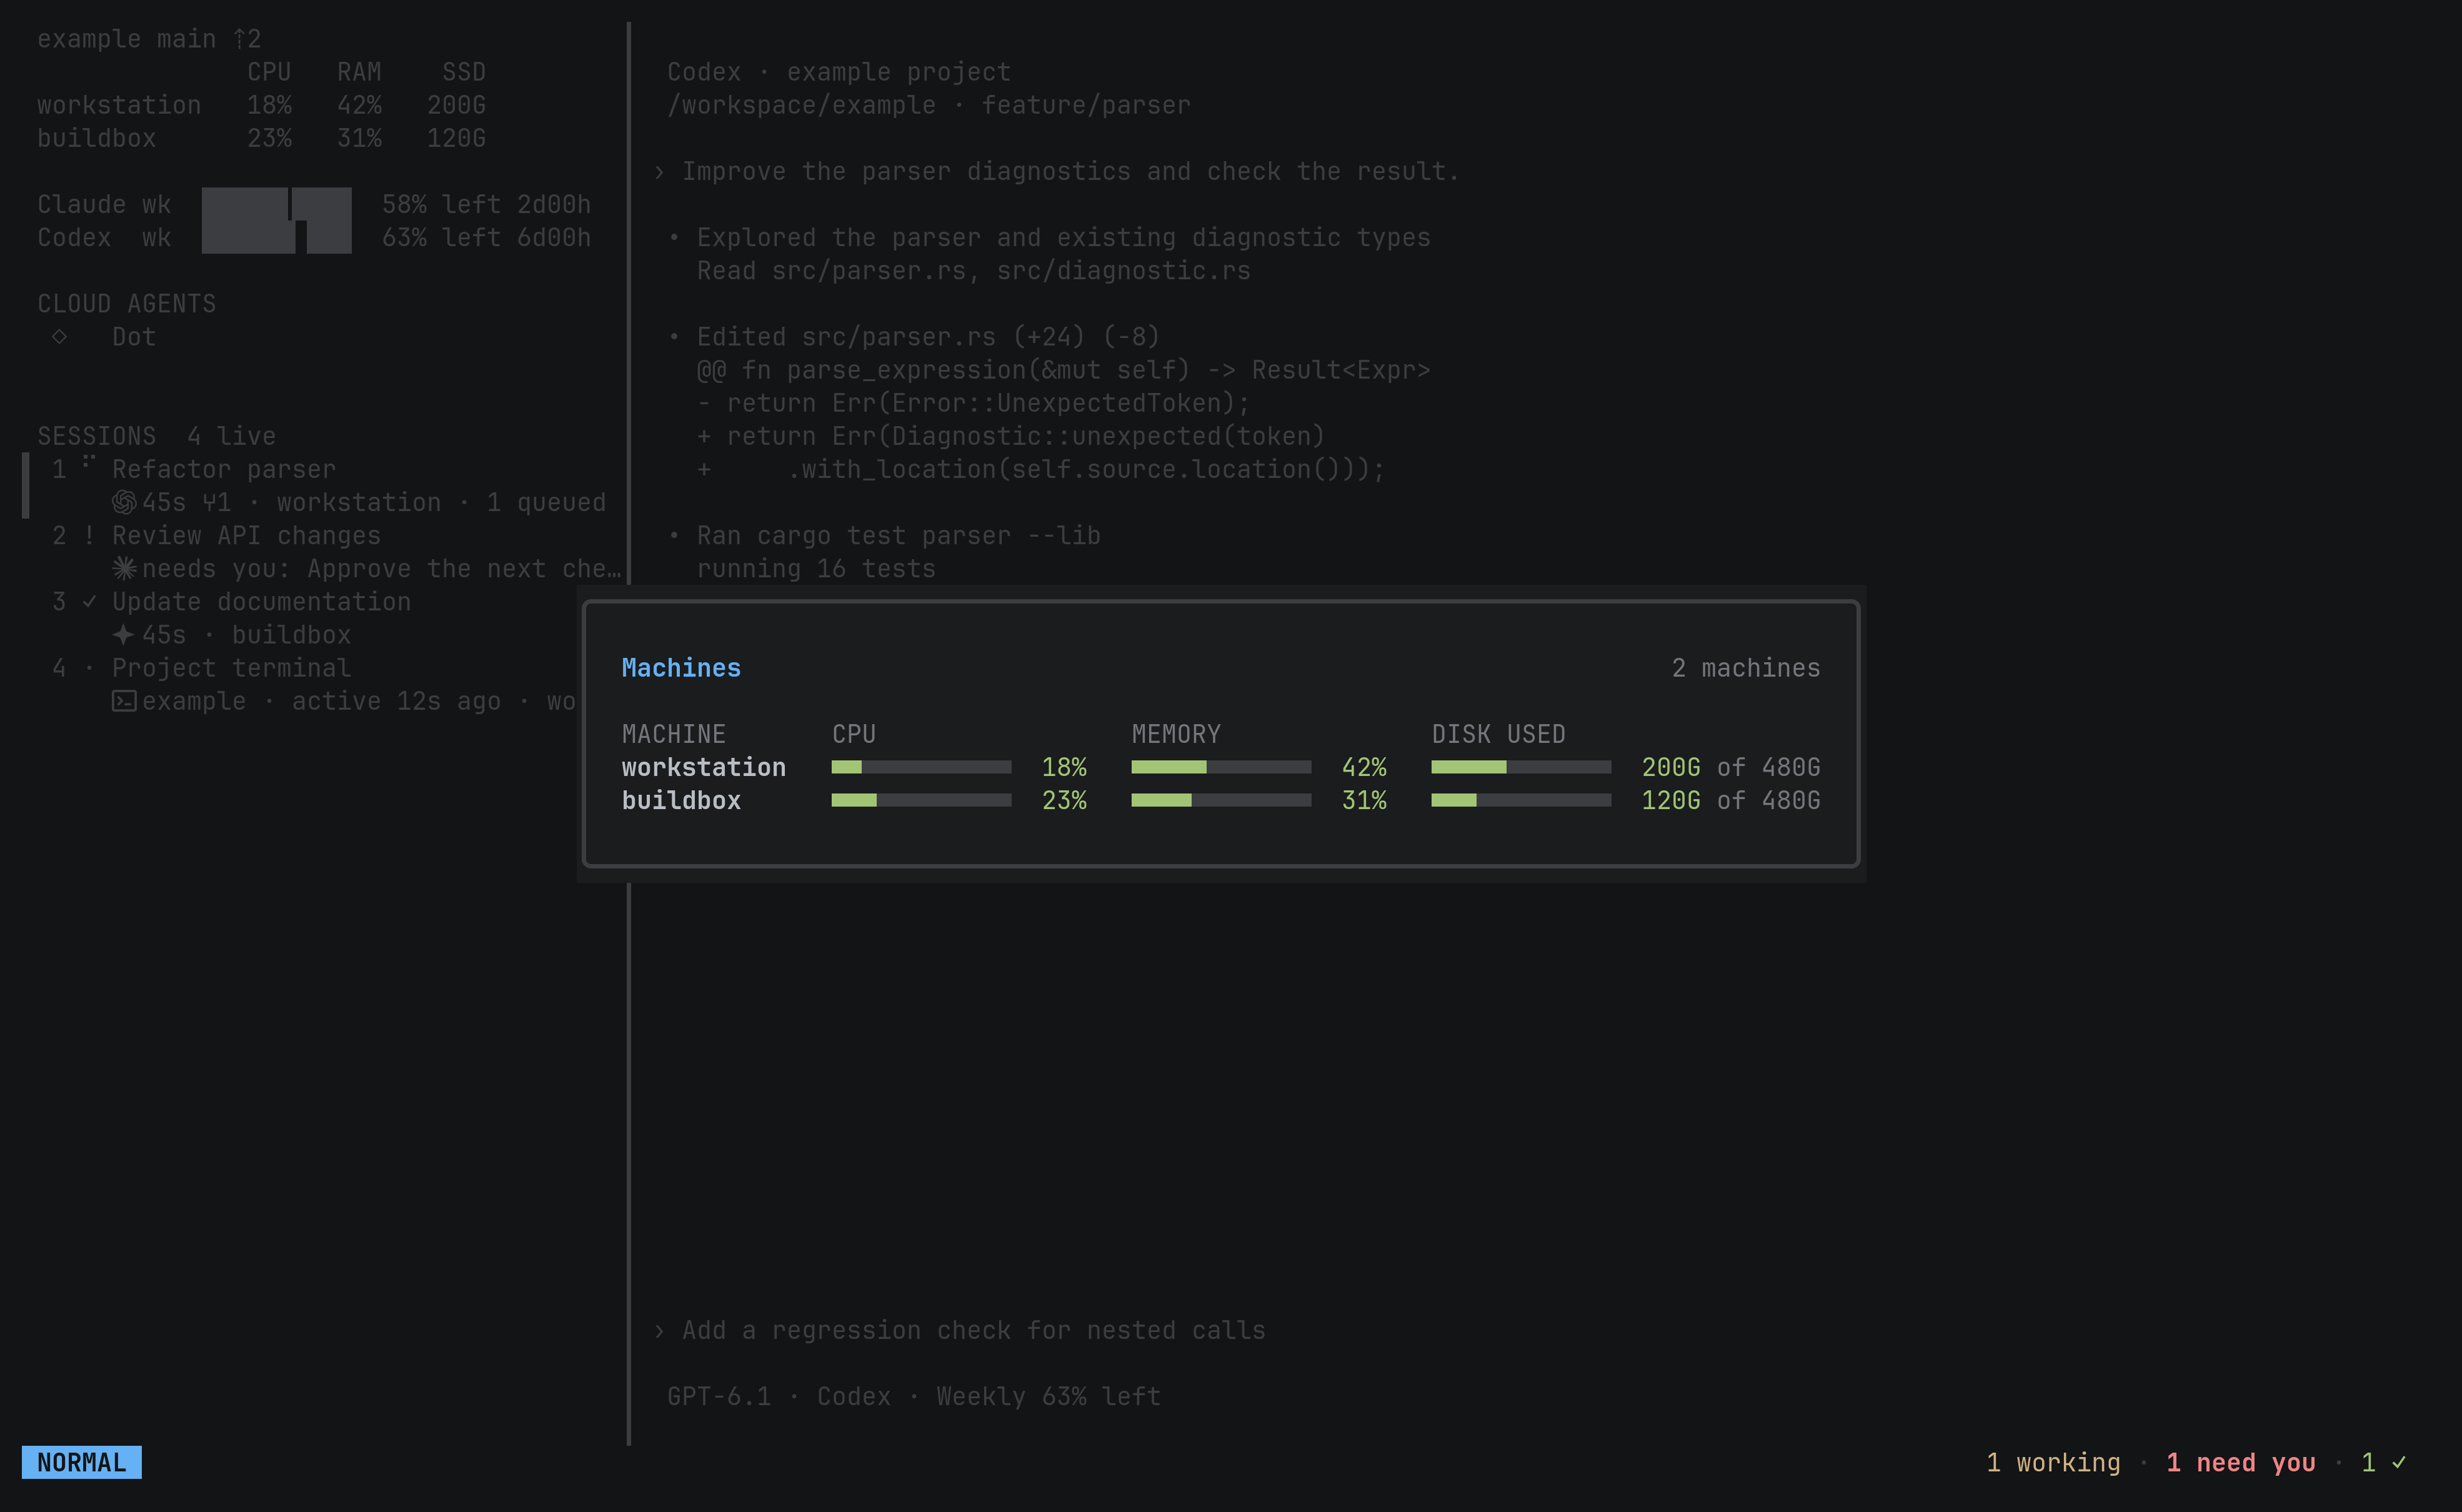 example main ⇡2
CPU RAM SSD
workstation 18% 42% 200G
buildbox 23% 31% 120G
Claude wk 58% left 2d00h
Codex wk 63% left 6d00h
CLOUD AGENTS
◇ Dot
SESSIONS 4 live
1 ⠋ Refactor parser
45s ⑂1 · workstation · 1 queued
2 ! Review API changes
needs you: Approve the next che…
3 ✓ Update documentation
45s · buildbox
4 · Project terminal
example · active 12s ago · wo
Codex · example project
/workspace/example · feature/parser
› Improve the parser diagnostics and check the result.
• Explored the parser and existing diagnostic types
Read src/parser.rs, src/diagnostic.rs
• Edited src/parser.rs (+24) (-8)
@@ fn parse_expression(&mut self) -> Result<Expr>
- return Err(Error::UnexpectedToken);
+ return Err(Diagnostic::unexpected(token)
+     .with_location(self.source.location()));
• Ran cargo test parser --lib
running 16 tests
Machines 2 machines
MACHINE CPU MEMORY DISK USED
workstation 18% 42% 200G of 480G
buildbox 23% 31% 120G of 480G
› Add a regression check for nested calls
GPT-6.1 · Codex · Weekly 63% left
NORMAL 1 working · 1 need you · 1 ✓